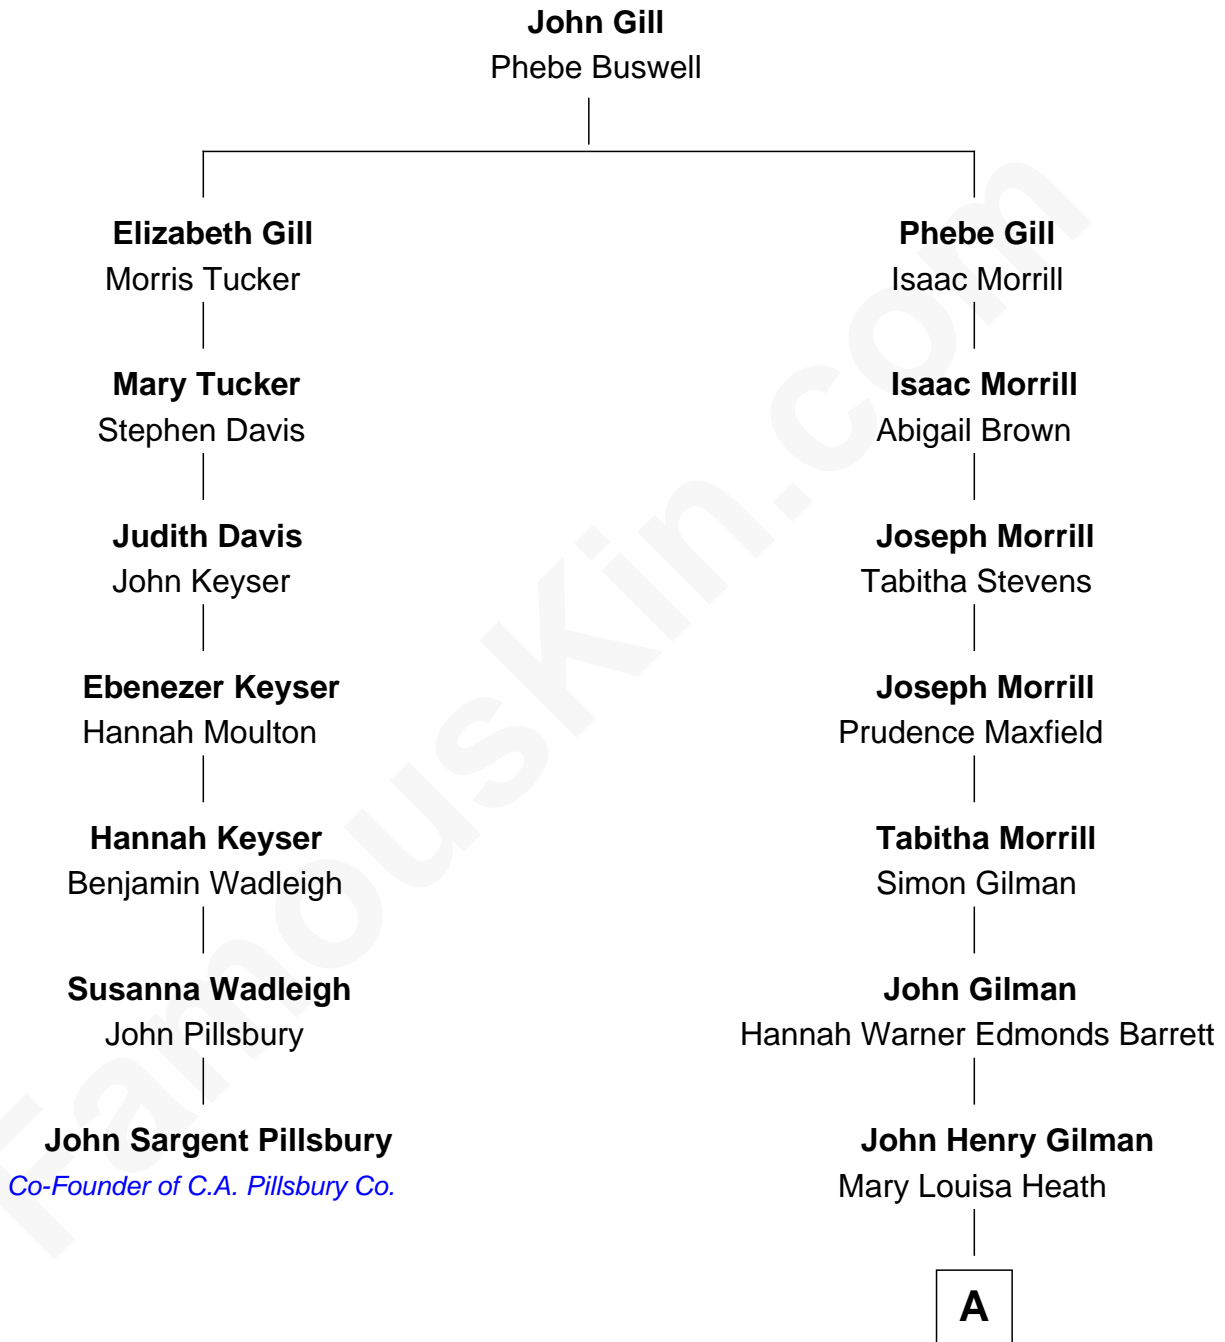 John Gill
Phebe Buswell
Elizabeth Gill
Morris Tucker
Mary Tucker
Stephen Davis
Judith Davis
John Keyser
Ebenezer Keyser
Hannah Moulton
Hannah Keyser
Benjamin Wadleigh
Susanna Wadleigh
John Pillsbury
John Sargent Pillsbury
Co-Founder of C.A. Pillsbury Co.
Phebe Gill
Isaac Morrill
Isaac Morrill
Abigail Brown
Joseph Morrill
Tabitha Stevens
Joseph Morrill
Prudence Maxfield
Tabitha Morrill
Simon Gilman
John Gilman
Hannah Warner Edmonds Barrett
John Henry Gilman
Mary Louisa Heath
A
FamousKin.com